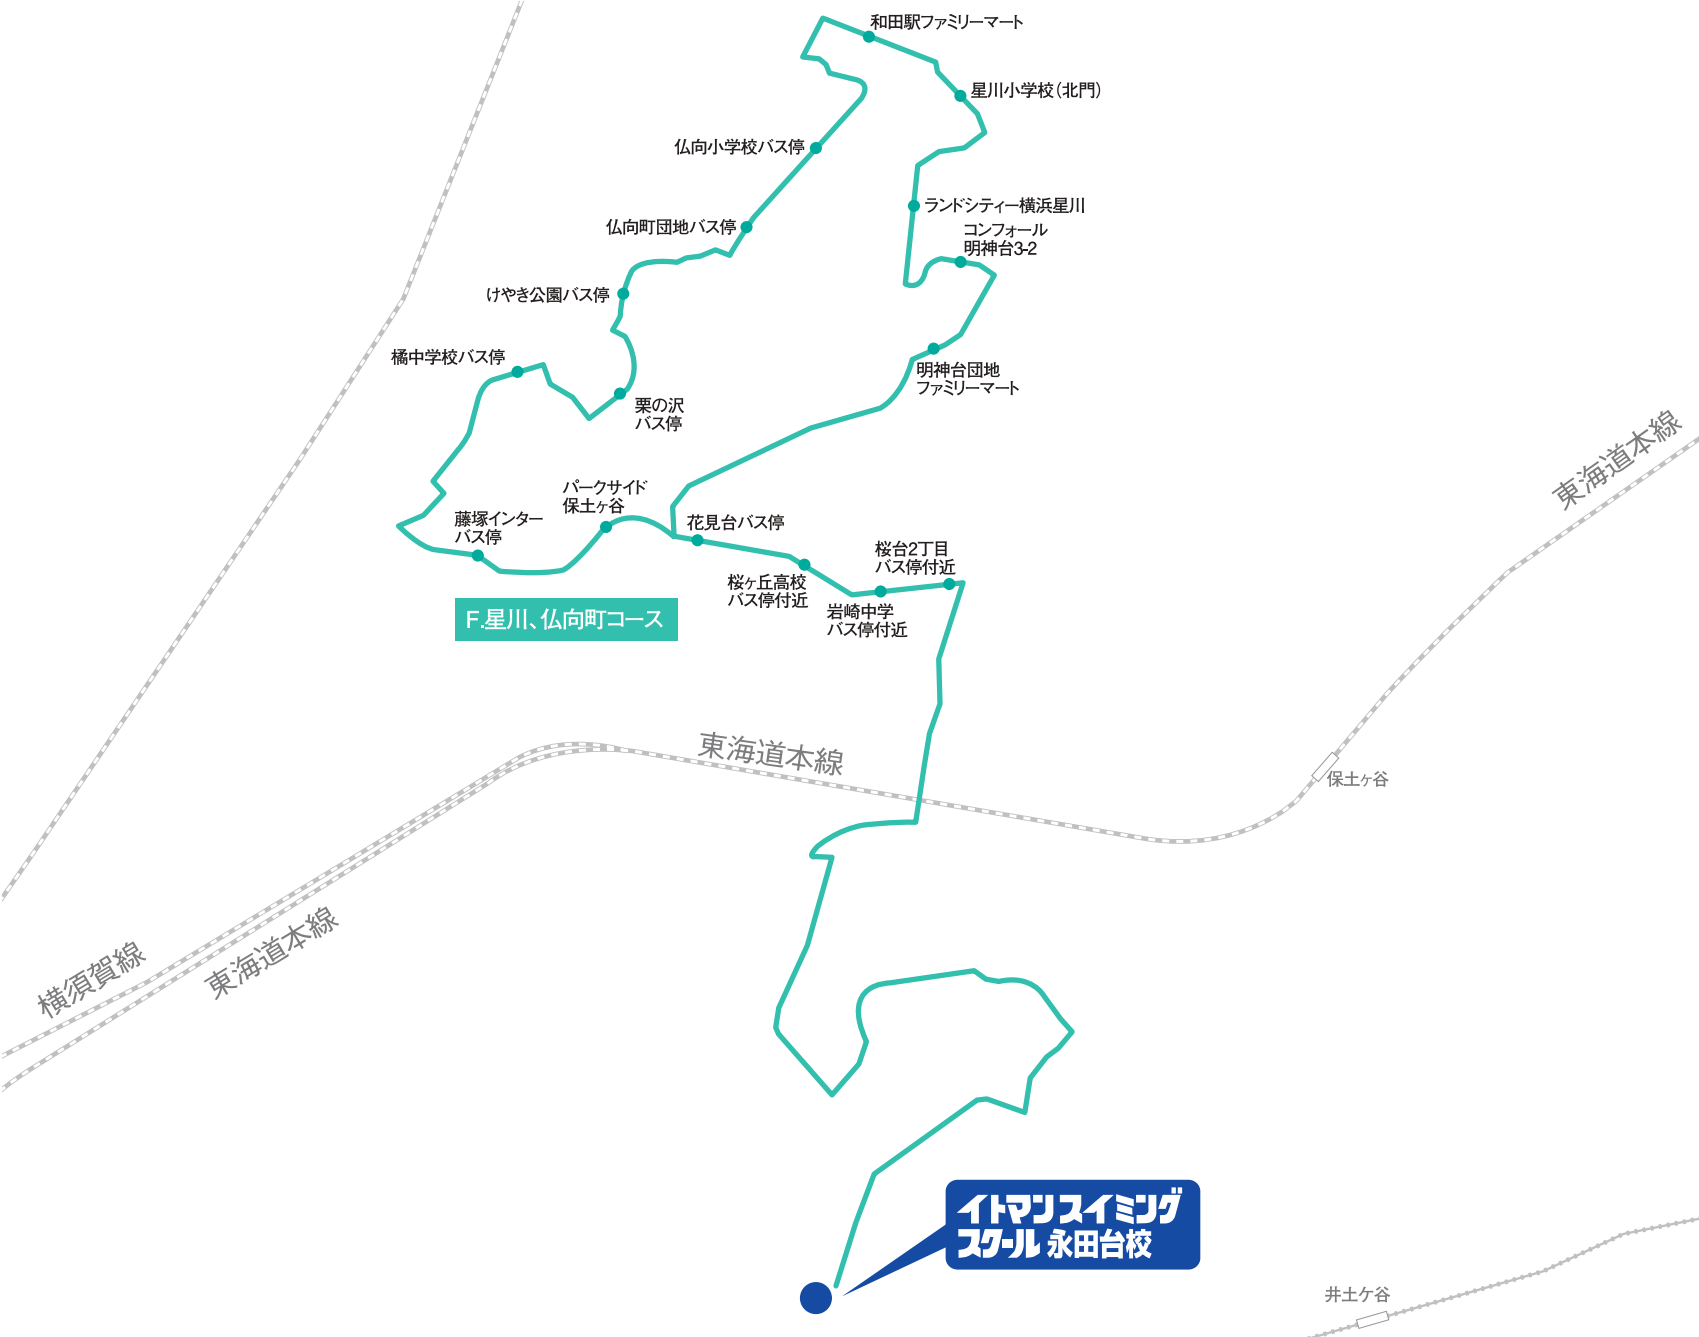 和田駅ファミリーマート
星川小学校(北門)
仏向小学校バス停
ランドシティー横浜星川
仏向町団地バス停
コンフォール
明神台3-2
けやき公園バス停
橘中学校バス停
明神台団地
ファミリーマート
栗の沢
バス停
東海道本線
パークサイド
保土ヶ谷
藤塚インター
バス停
花見台バス停
桜台2丁目
バス停付近
桜ヶ丘高校
バス停付近
岩崎中学
バス停付近
F.星川、仏向町コース
東海道本線
保土ヶ谷
横須賀線
東海道本線
イトマンスイミング
スクール 永田台校
井土ケ谷